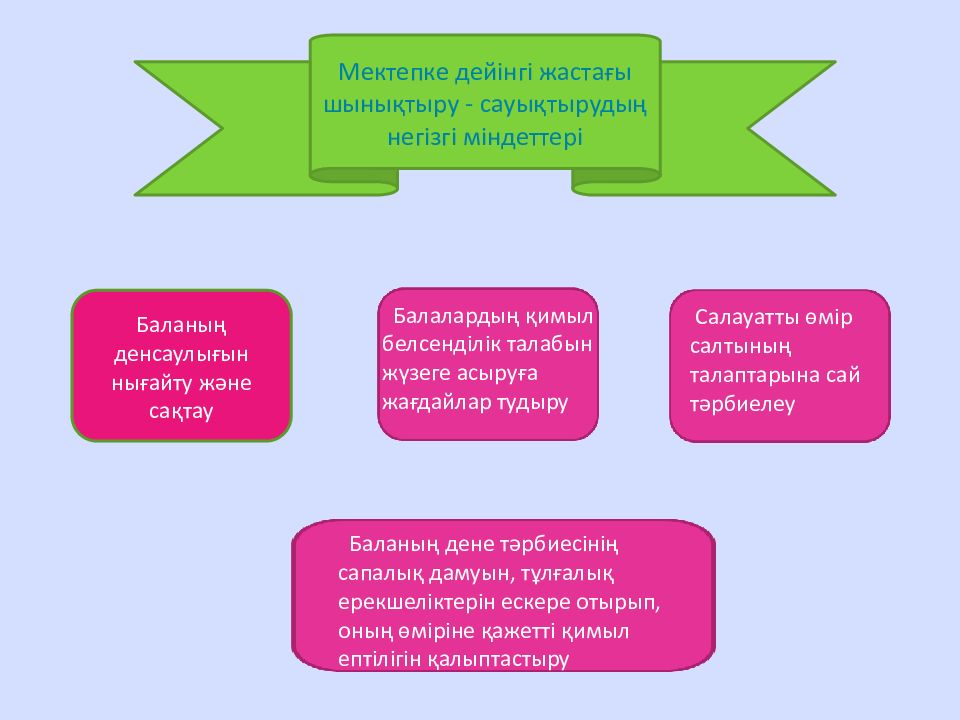 Мектепке дейінгі жастағы
шынықтыру - сауықтырудың
негізгі міндеттері
Баланың
денсаулығын
нығайту және
сақтау
Балалардың қимыл
белсенділік талабын
жүзеге асыруға
жағдайлар тудыру
Салауатты өмір
салтының
талаптарына сай
тәрбиелеу
Баланың дене тәрбиесінің
сапалық дамуын, тұлғалық
ерекшеліктерін ескере отырып,
оның өміріне қажетті қимыл
ептілігін қалыптастыру